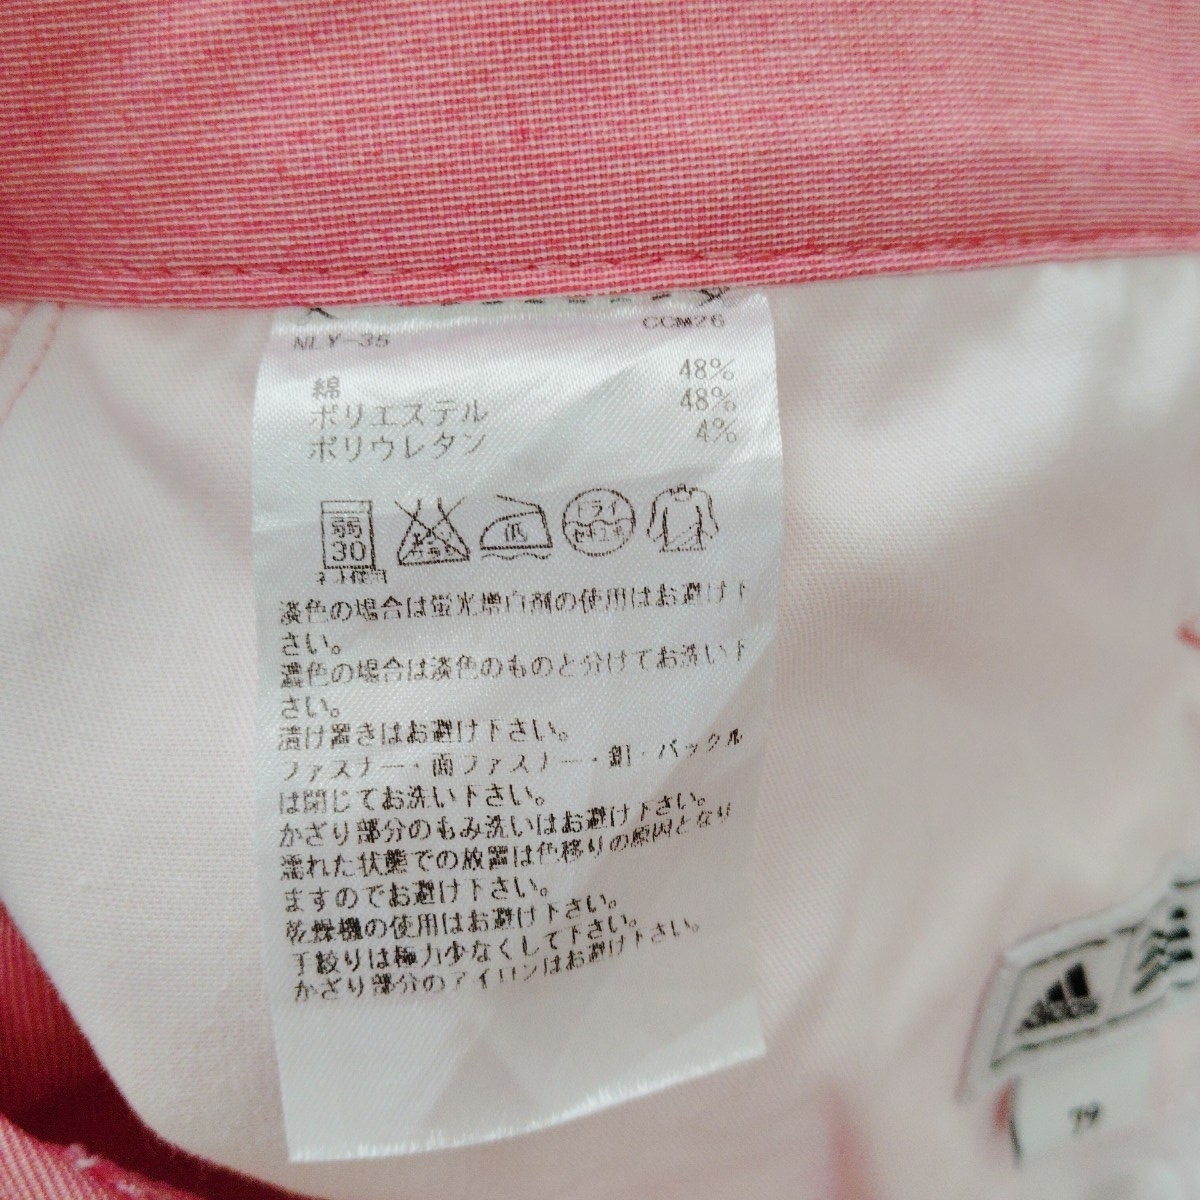 NLY-35 CCM26
綿 48%
ポリエステル 48%
ポリウレタン 4%
弱
30
ネット使用
低
ドライ
セキユ系
淡色の場合は蛍光増白剤の使用はお避け下
さい。
濃色の場合は淡色のものと分けてお洗い下
さい。
漬け置きはお避け下さい。
ファスナー・面ファスナー・釦・バックル
は閉じてお洗い下さい。
かざり部分のもみ洗いはお避け下さい。
濡れた状態での放置は色移りの原因となり
ますのでお避け下さい。
乾燥機の使用はお避け下さい。
手絞りは極力少なくして下さい。
かざり部分のアイロンはお避け下さい。
adidas
79